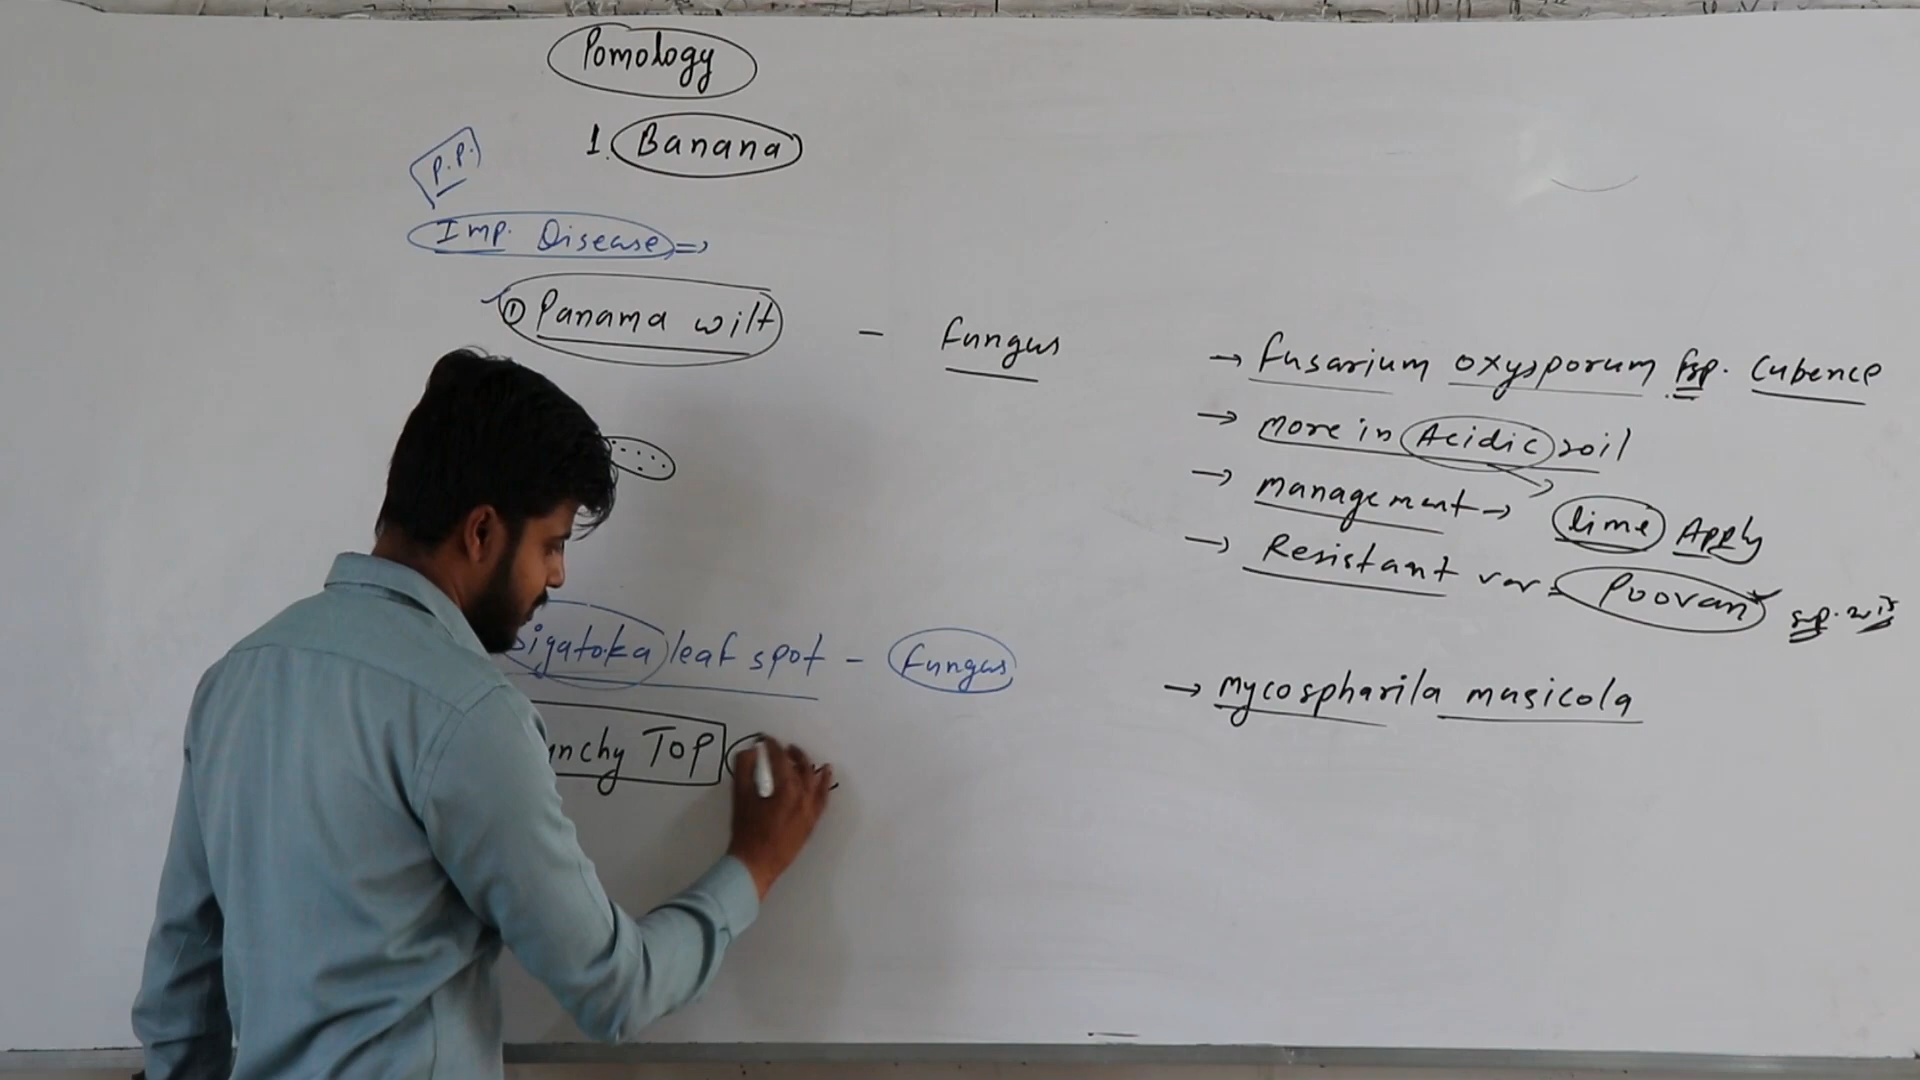 Pomology
1. Banana
P.P.
Imp. Disease =>
① Panama wilt - Fungus
→ Fusarium oxysporum fsp. Cubence
→ more in Acidic soil
→ management → lime Apply
→ Resistant var = Poovan
Sigatoka leaf spot - Fungus
→ Mycospharila musicola
unchy Top